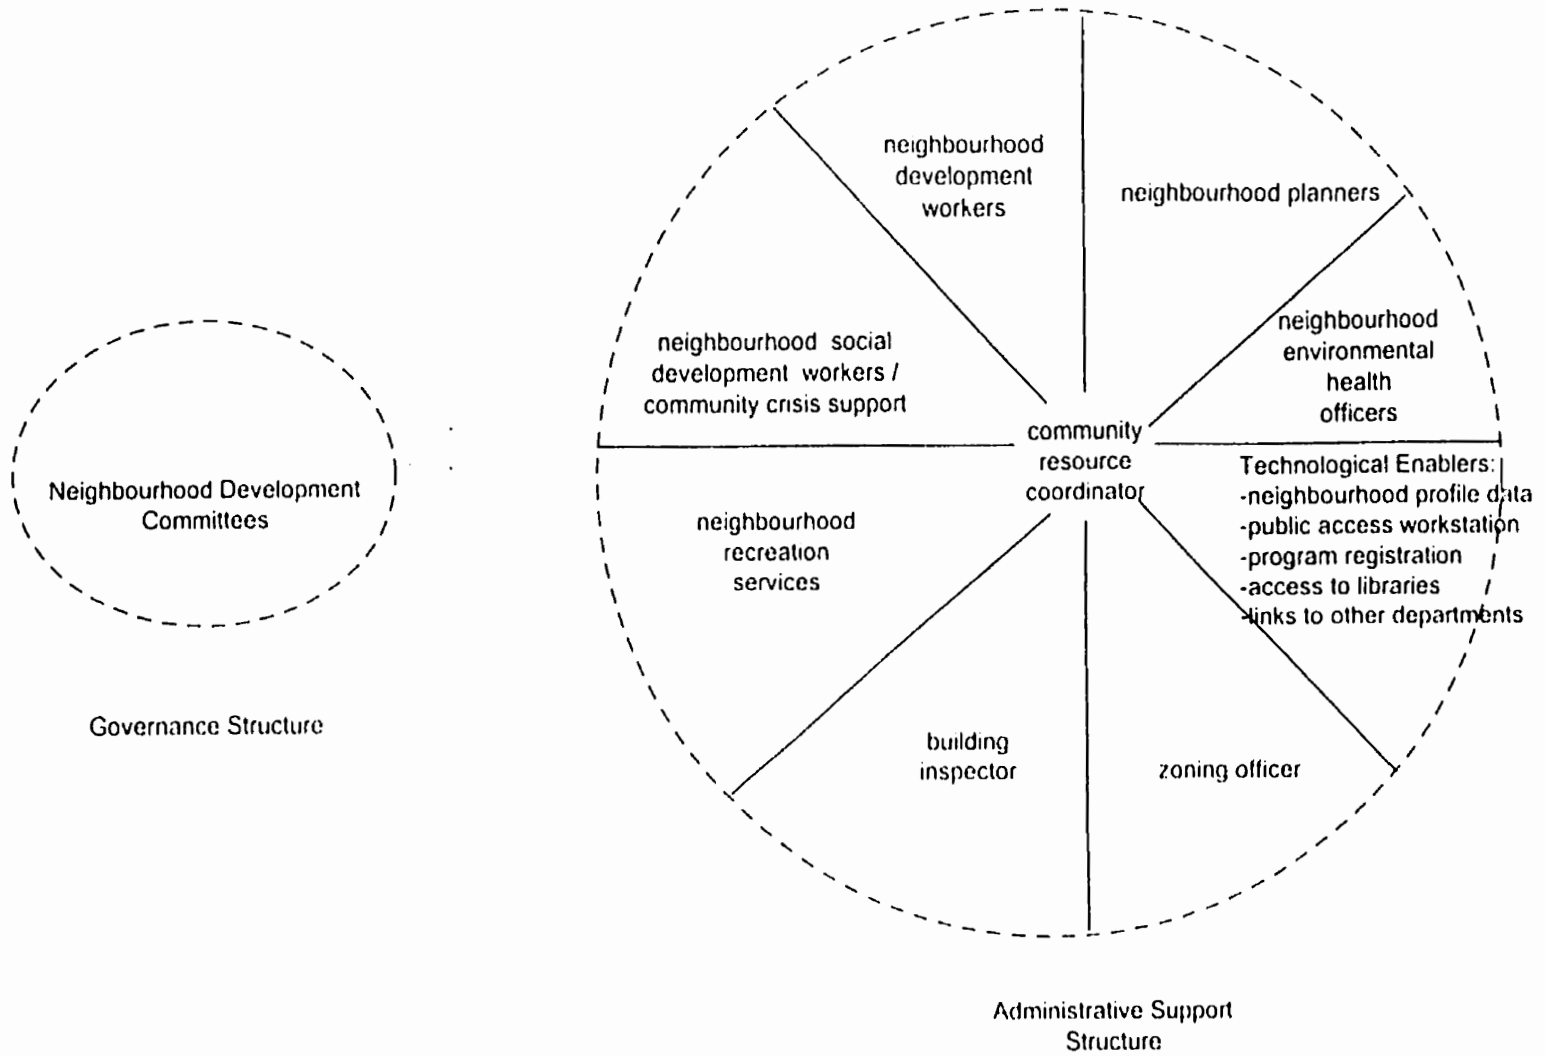 neighbourhood
development
workers
neighbourhood planners
neighbourhood social
development workers /
community crisis support
neighbourhood
environmental
health
officers
community
resource
coordinator
Technological Enablers:
-neighbourhood profile data
-public access workstation
-program registration
-access to libraries
-links to other departments
Neighbourhood Development
Committees
neighbourhood
recreation
services
Governance Structure
building
inspector
zoning officer
Administrative Support
Structure